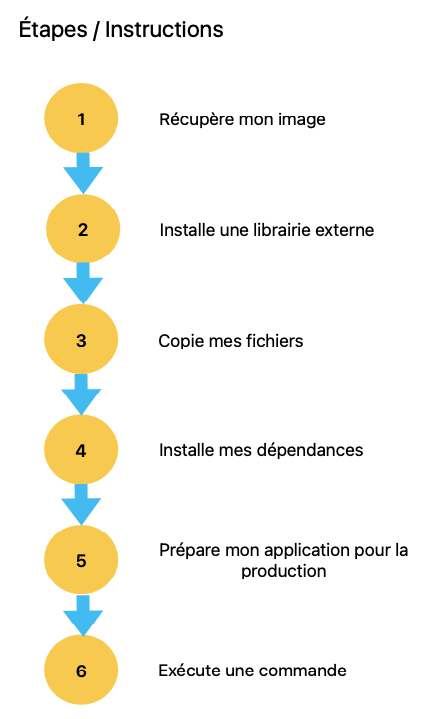 Étapes / Instructions
1
Récupère mon image
2
Installe une librairie externe
3
Copie mes fichiers
4
Installe mes dépendances
5
Prépare mon application pour la
production
6
Exécute une commande